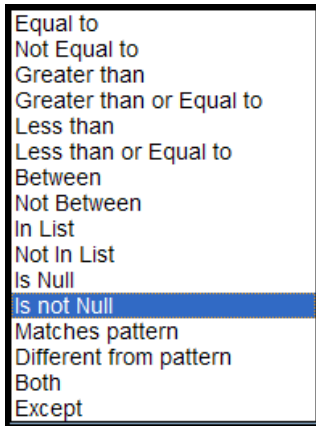 Equal to
Not Equal to
Greater than
Greater than or Equal to
Less than
Less than or Equal to
Between
Not Between
In List
Not In List
Is Null
Is not Null
Matches pattern
Different from pattern
Both
Except